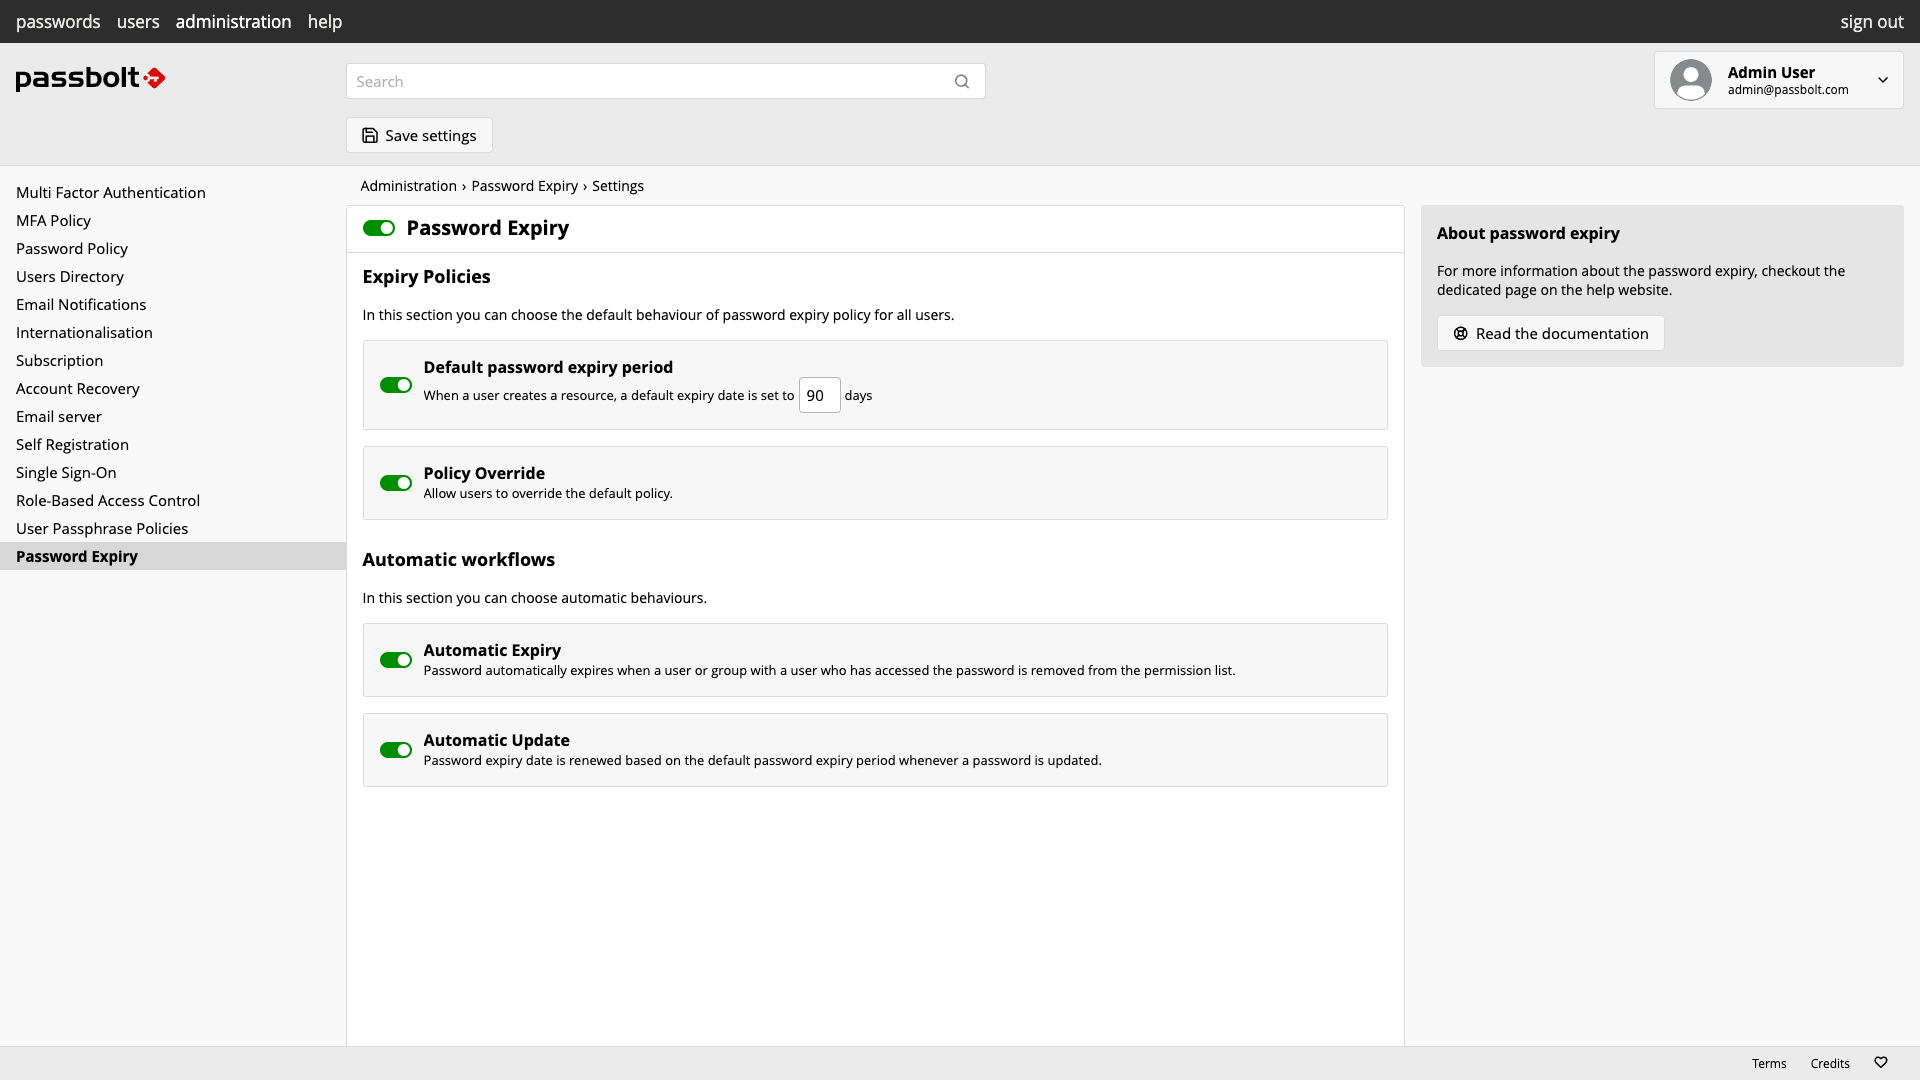 passwords users administration help sign out
passbolt
Search
Admin User
admin@passbolt.com
Save settings
Multi Factor Authentication
MFA Policy
Password Policy
Users Directory
Email Notifications
Internationalisation
Subscription
Account Recovery
Email server
Self Registration
Single Sign-On
Role-Based Access Control
User Passphrase Policies
Password Expiry
Administration › Password Expiry › Settings
Password Expiry
Expiry Policies
In this section you can choose the default behaviour of password expiry policy for all users.
Default password expiry period
When a user creates a resource, a default expiry date is set to 90 days
Policy Override
Allow users to override the default policy.
Automatic workflows
In this section you can choose automatic behaviours.
Automatic Expiry
Password automatically expires when a user or group with a user who has accessed the password is removed from the permission list.
Automatic Update
Password expiry date is renewed based on the default password expiry period whenever a password is updated.
About password expiry
For more information about the password expiry, checkout the
dedicated page on the help website.
Read the documentation
Terms Credits